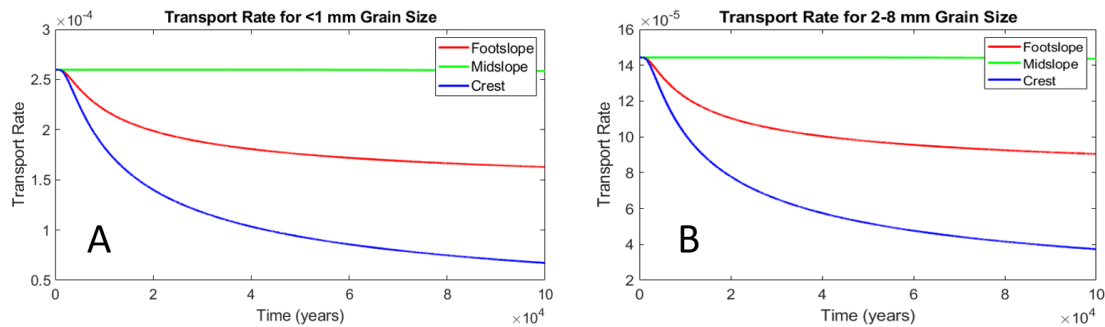 Transport Rate for <1 mm Grain Size
×10⁻⁴
3
2.5
2
1.5
1
0.5
Transport Rate
Footslope
Midslope
Crest
A
0 2 4 6 8 10
Time (years)
×10⁴
Transport Rate for 2-8 mm Grain Size
×10⁻⁵
16
14
12
10
8
6
4
2
Transport Rate
Footslope
Midslope
Crest
B
0 2 4 6 8 10
Time (years)
×10⁴